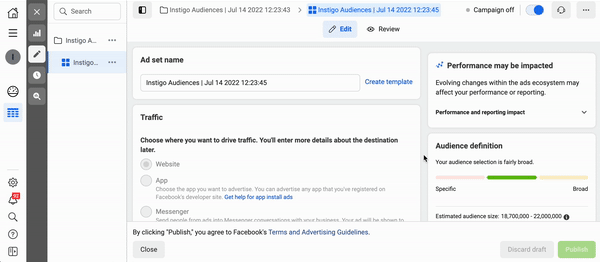 Search
Instigo Audiences | Jul 14 2022 12:23:43
Instigo Audiences | Jul 14 2022 12:23:45
Campaign off
Edit
Review
Instigo A...
Instigo...
Ad set name
Instigo Audiences | Jul 14 2022 12:23:45
Create template
Traffic
Choose where you want to drive traffic. You'll enter more details about the destination
later.
Website
App
Choose the app you want to advertise. You can advertise any app that you've registered on
Facebook's developer site. Get help for app install ads
Messenger
Send people from ads into Messenger conversations with your business. Your ad will be shown to
Performance may be impacted
Evolving changes within the ads ecosystem may
affect your performance or reporting.
Performance and reporting impact
Audience definition
Your audience selection is fairly broad.
Specific
Broad
Estimated audience size: 18,700,000 - 22,000,000
By clicking "Publish," you agree to Facebook's Terms and Advertising Guidelines.
Close
Discard draft
Publish